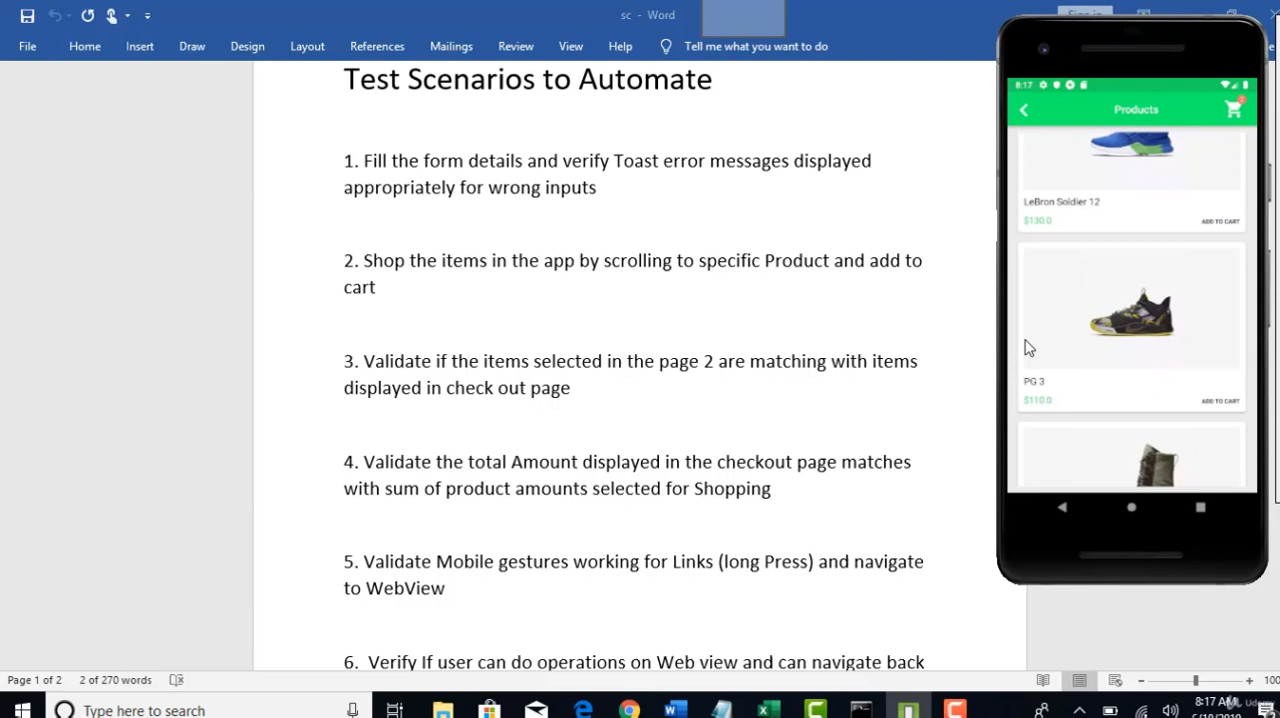 sc - Word
File Home Insert Draw Design Layout References Mailings Review View Help Tell me what you want to do
Test Scenarios to Automate
1. Fill the form details and verify Toast error messages displayed
appropriately for wrong inputs
2. Shop the items in the app by scrolling to specific Product and add to
cart
3. Validate if the items selected in the page 2 are matching with items
displayed in check out page
4. Validate the total Amount displayed in the checkout page matches
with sum of product amounts selected for Shopping
5. Validate Mobile gestures working for Links (long Press) and navigate
to WebView
6. Verify If user can do operations on Web view and can navigate back
8:17
Products
LeBron Soldier 12
$130.0 ADD TO CART
PG 3
$110.0 ADD TO CART
Page 1 of 2 2 of 270 words
100
Type here to search
8:17 AM